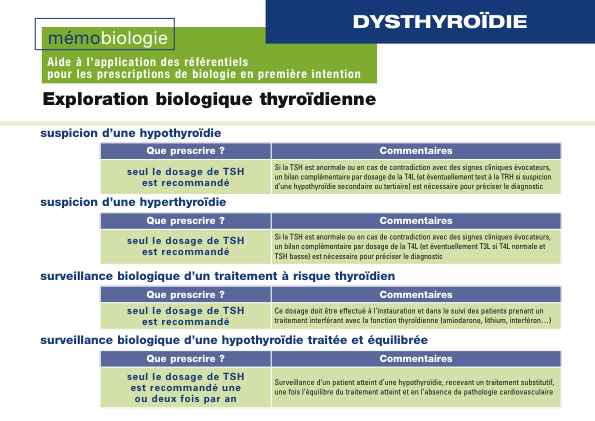 DYSTHYROÏDIE
mémobiologie
Aide à l'application des référentiels
pour les prescriptions de biologie en première intention
Exploration biologique thyroïdienne
suspicion d'une hypothyroïdie
Que prescrire ?
Commentaires
seul le dosage de TSH
est recommandé
Si la TSH est anormale ou en cas de contradiction avec des signes cliniques évocateurs,
un bilan complémentaire par dosage de la T4L (et éventuellement test à la TRH si suspicion
d'une hypothyroïdie secondaire ou tertiaire) est nécessaire pour préciser le diagnostic
suspicion d'une hyperthyroïdie
Que prescrire ?
Commentaires
seul le dosage de TSH
est recommandé
Si la TSH est anormale ou en cas de contradiction avec des signes cliniques évocateurs,
un bilan complémentaire par dosage de la T4L (et éventuellement T3L si T4L normale et
TSH basse) est nécessaire pour préciser le diagnostic
surveillance biologique d'un traitement à risque thyroïdien
Que prescrire ?
Commentaires
seul le dosage de TSH
est recommandé
Ce dosage doit être effectué à l'instauration et dans le suivi des patients prenant un
traitement interférant avec la fonction thyroïdienne (amiodarone, lithium, interféron…)
surveillance biologique d'une hypothyroïdie traitée et équilibrée
Que prescrire ?
Commentaires
seul le dosage de TSH
est recommandé une
ou deux fois par an
Surveillance d'un patient atteint d'une hypothyroïdie, recevant un traitement substitutif,
une fois l'équilibre du traitement atteint et en l'absence de pathologie cardiovasculaire